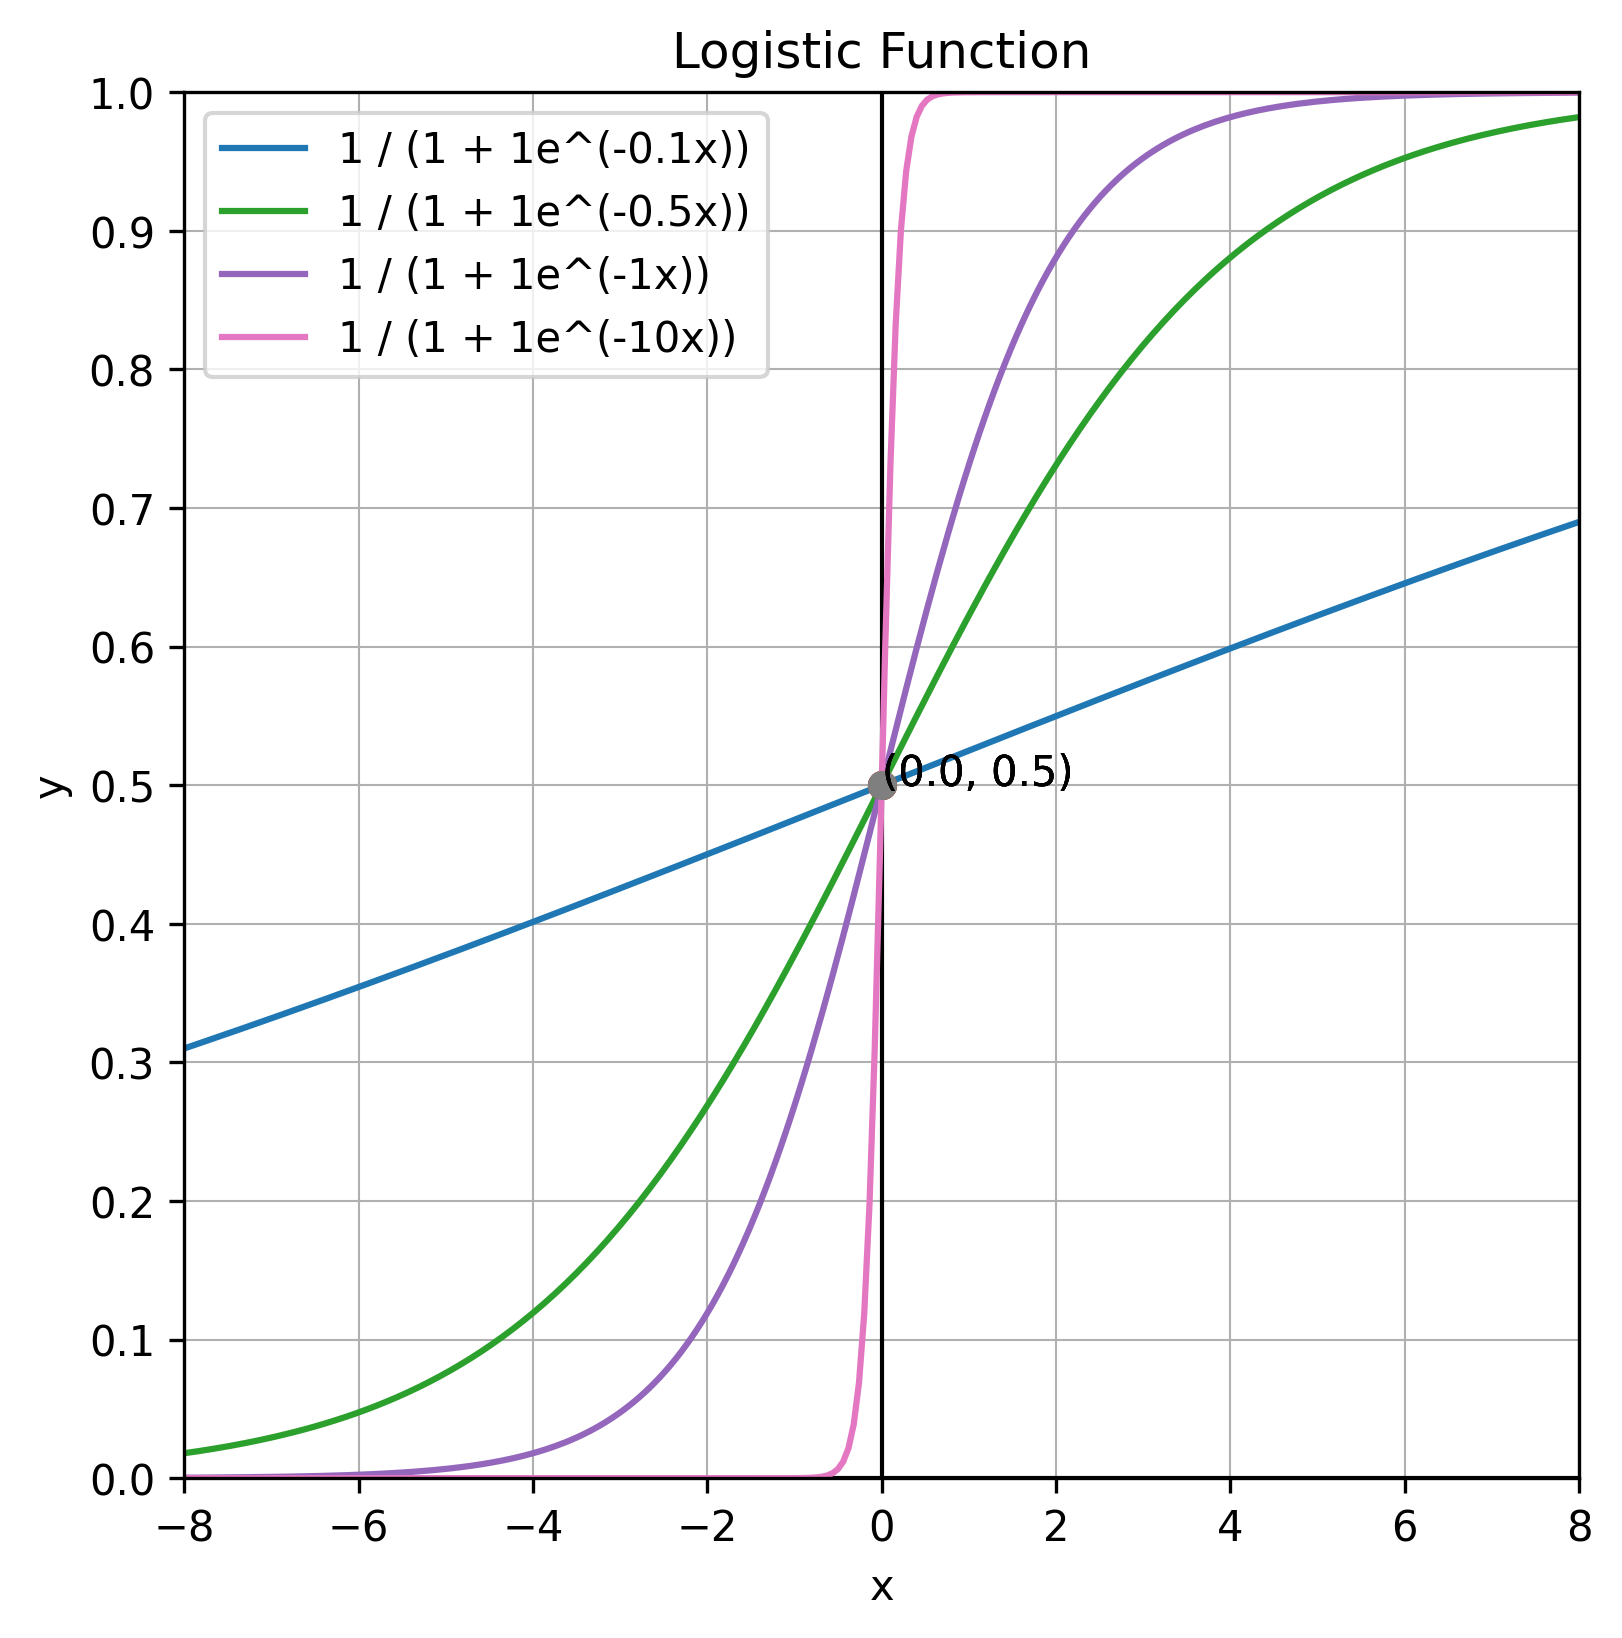 Logistic Function
1 / (1 + 1e^(-0.1x))
1 / (1 + 1e^(-0.5x))
1 / (1 + 1e^(-1x))
1 / (1 + 1e^(-10x))
1.0
0.9
0.8
0.7
0.6
0.5
0.4
0.3
0.2
0.1
0.0
y
(0.0, 0.5)
−8 −6 −4 −2 0 2 4 6 8
x